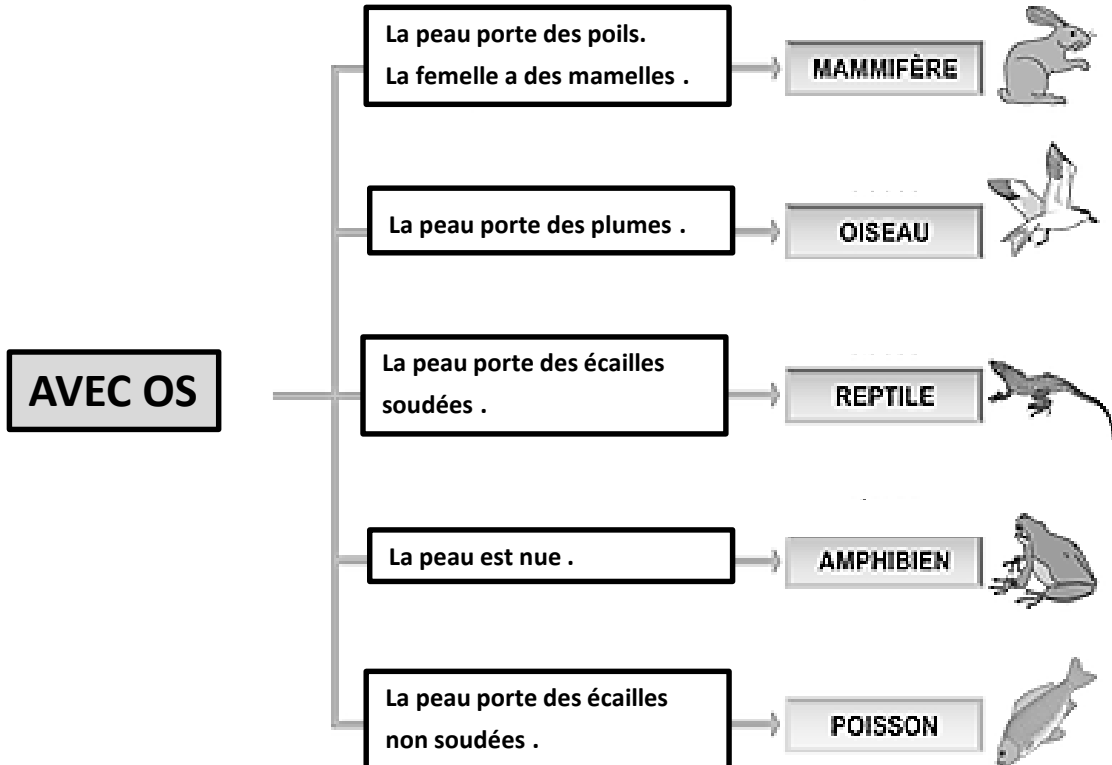 La peau porte des poils.
La femelle a des mamelles .
MAMMIFÈRE
La peau porte des plumes .
OISEAU
AVEC OS
La peau porte des écailles
soudées .
REPTILE
La peau est nue .
AMPHIBIEN
La peau porte des écailles
non soudées .
POISSON